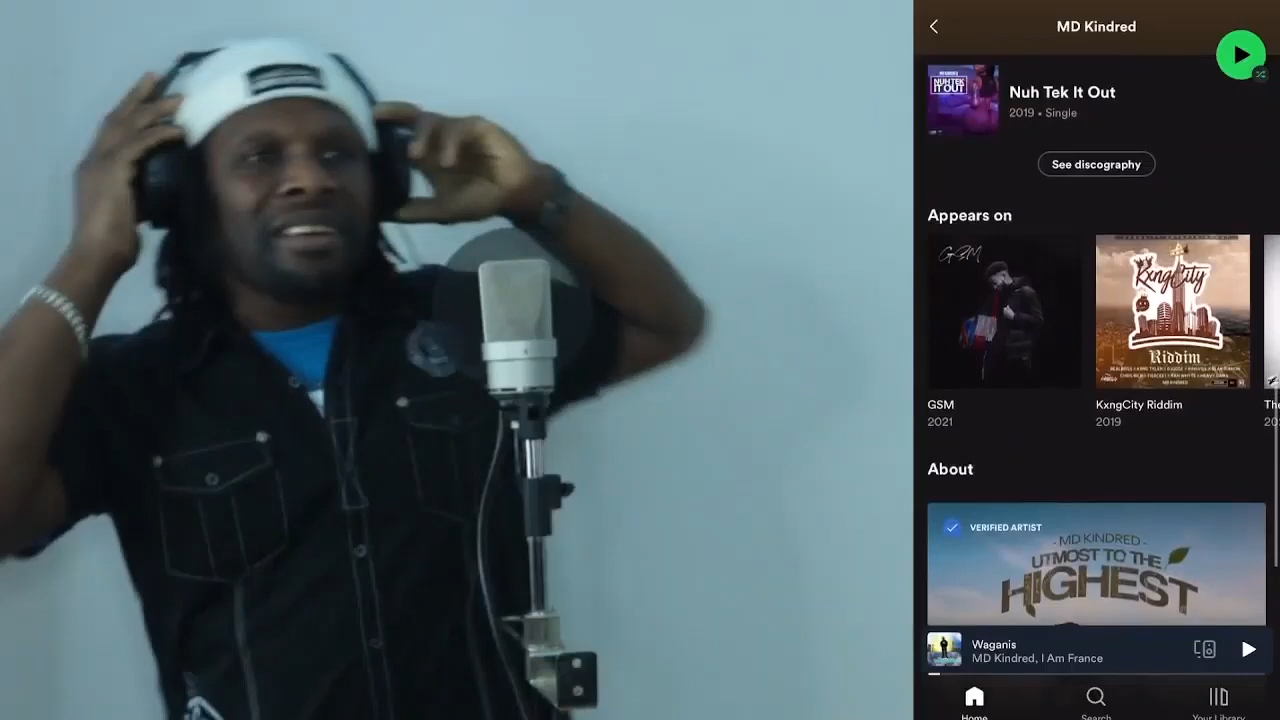 MD Kindred
NUH TEK
IT OUT
Nuh Tek It Out
2019 • Single
See discography
Appears on
GSM
KxngCity
Riddim
GSM
2021
KxngCity Riddim
2019
About
VERIFIED ARTIST
- MD KINDRED -
UTMOST TO THE
HIGHEST
Waganis
MD Kindred, I Am France
Home
Search
Your Library